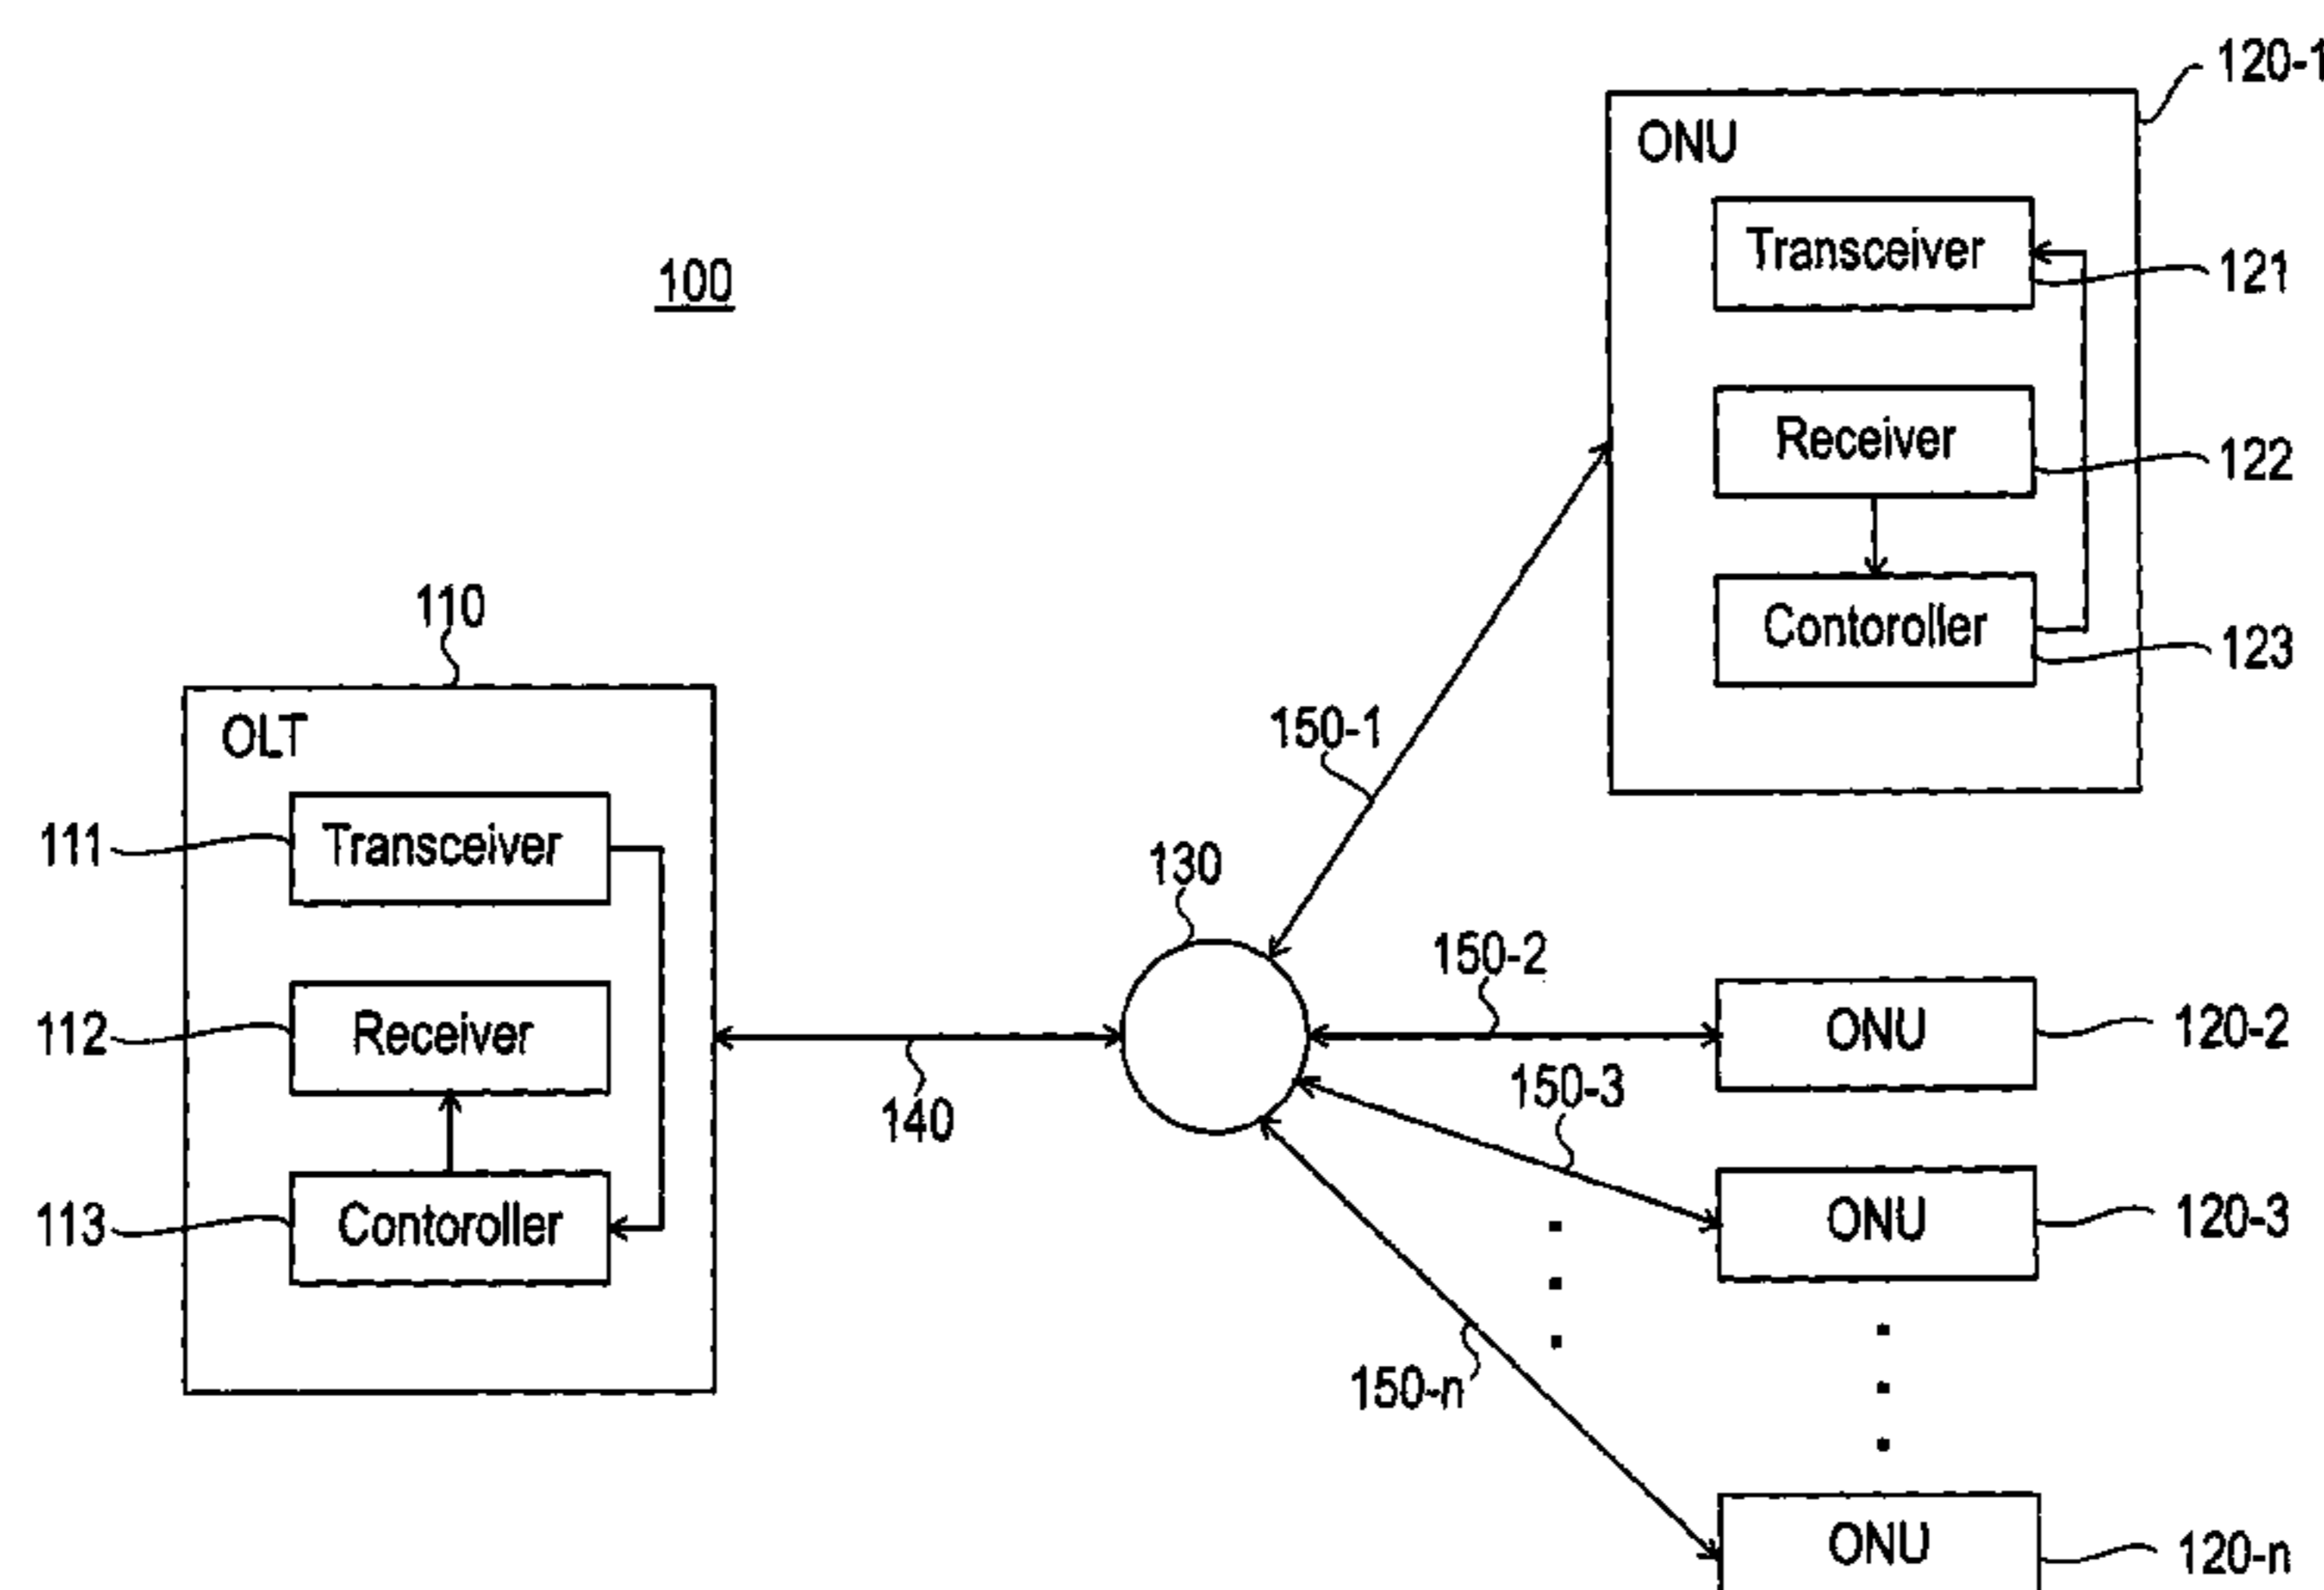 120-1
ONU
Transceiver
121
100
Receiver
122
110
Contoroller
123
OLT
150-1
111
Transceiver
130
150-2
112
Receiver
ONU
120-2
140
150-3
113
Contoroller
ONU
120-3
150-n
ONU
120-n